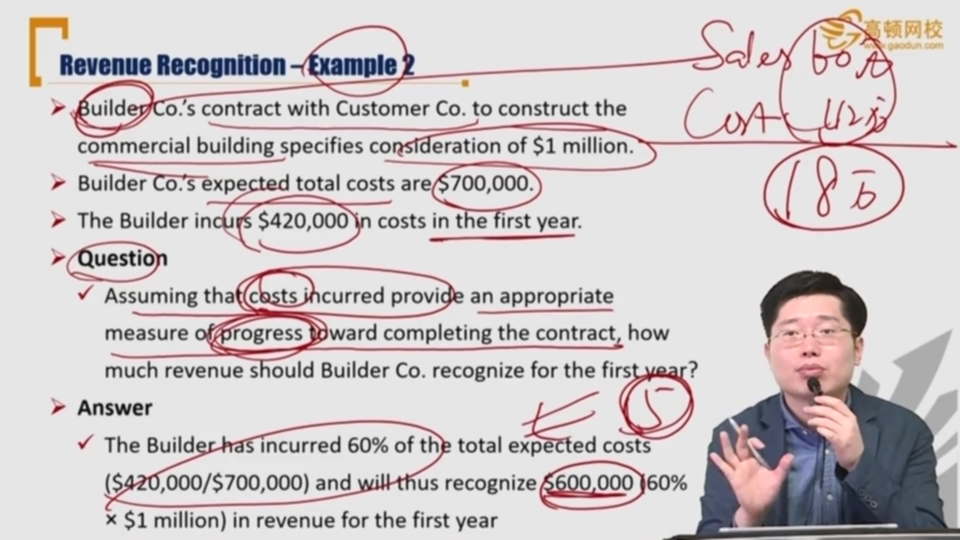 高顿网校
www.gaodun.com
Revenue Recognition – Example 2
Sales 60万
Cost 42万
18万
➢ Builder Co.'s contract with Customer Co. to construct the
commercial building specifies consideration of $1 million.
➢ Builder Co.'s expected total costs are $700,000.
➢ The Builder incurs $420,000 in costs in the first year.
➢ Question
✓ Assuming that costs incurred provide an appropriate
measure of progress toward completing the contract, how
much revenue should Builder Co. recognize for the first year?
➢ Answer
5
✓ The Builder has incurred 60% of the total expected costs
($420,000/$700,000) and will thus recognize $600,000 (60%
× $1 million) in revenue for the first year